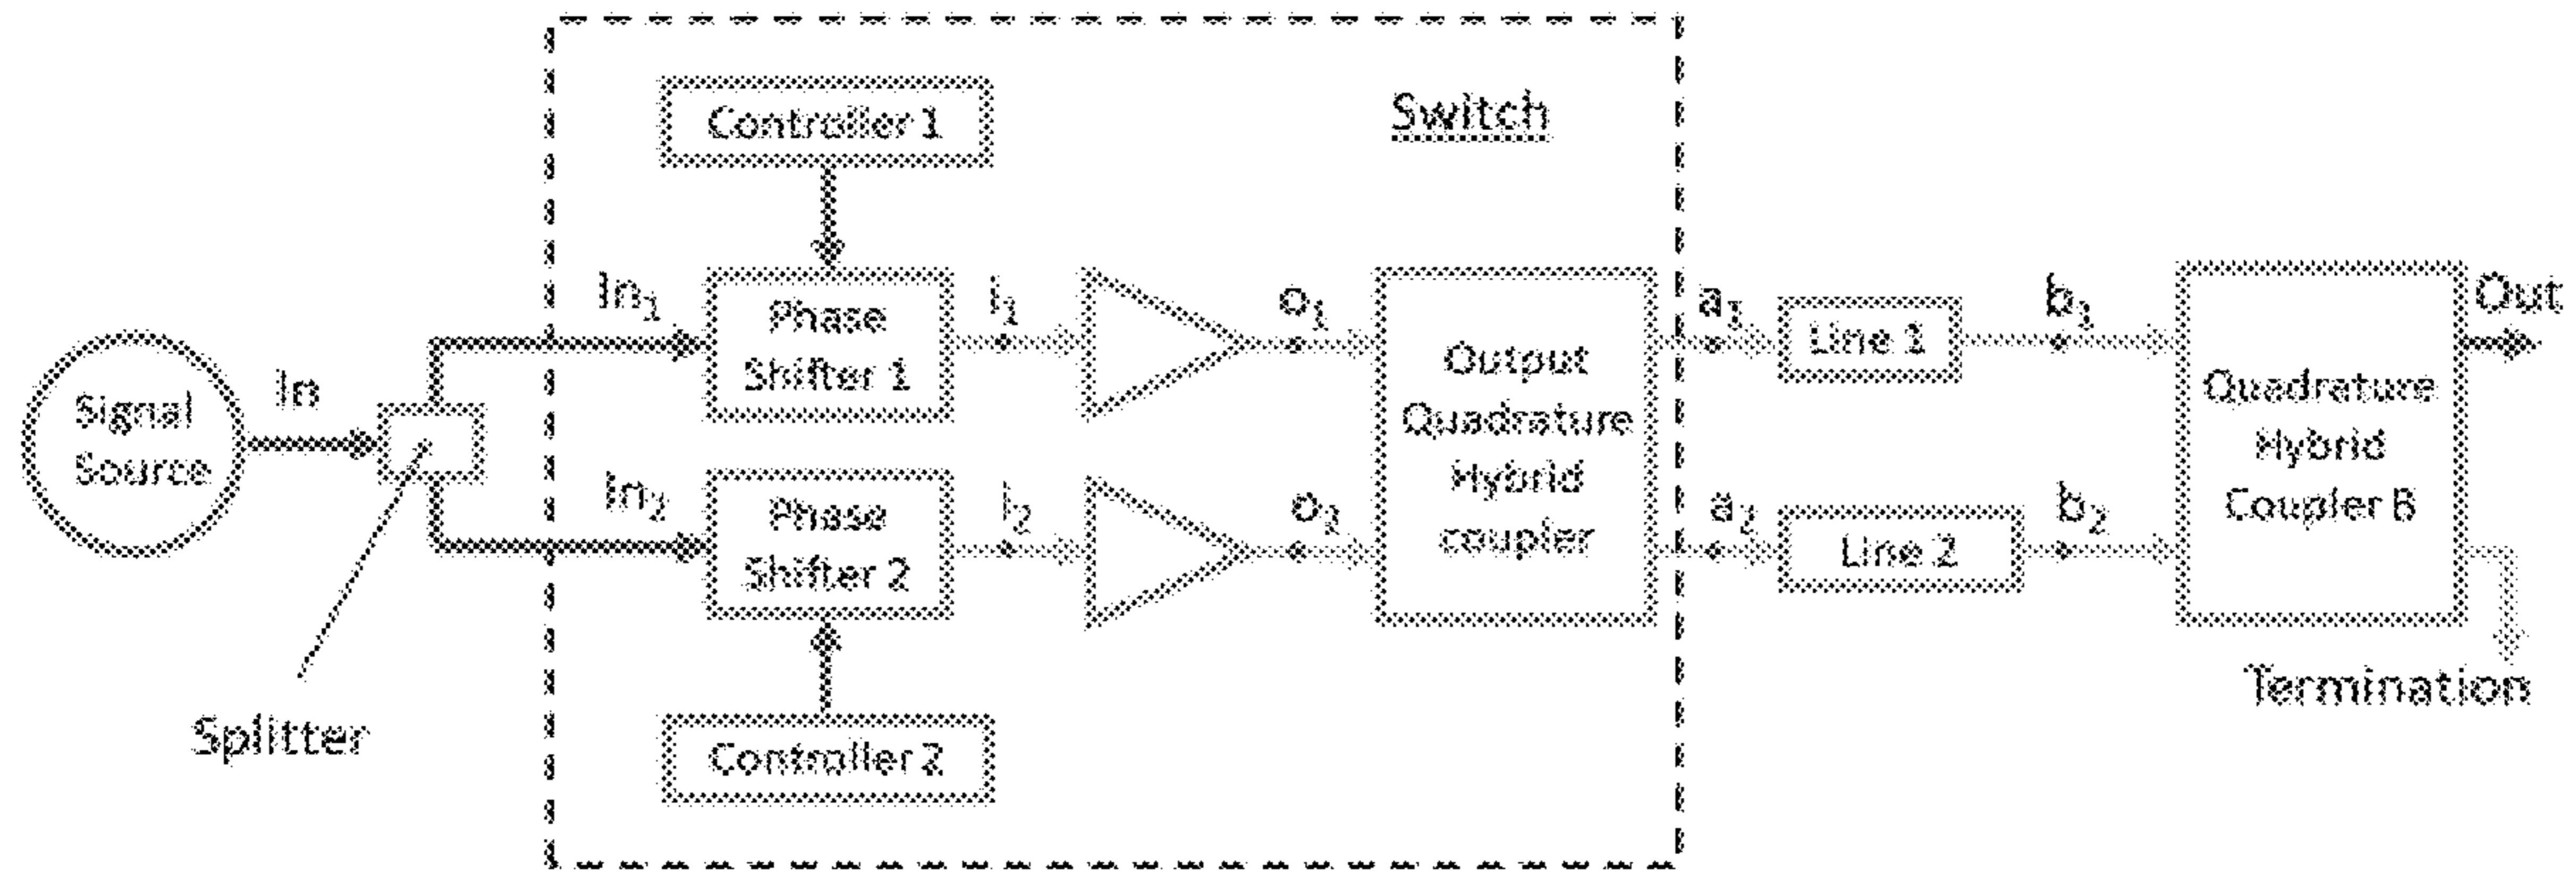 Switch
Controller 1
In₁
Phase
Shifter 1
i₁
o₁
a₁
Line 1
b₁
Out
Signal
Source
In
Output
Quadrature
Hybrid
coupler
Quadrature
Hybrid
Coupler B
In₂
Phase
Shifter 2
i₂
o₂
a₂
Line 2
b₂
Splitter
Controller 2
Termination